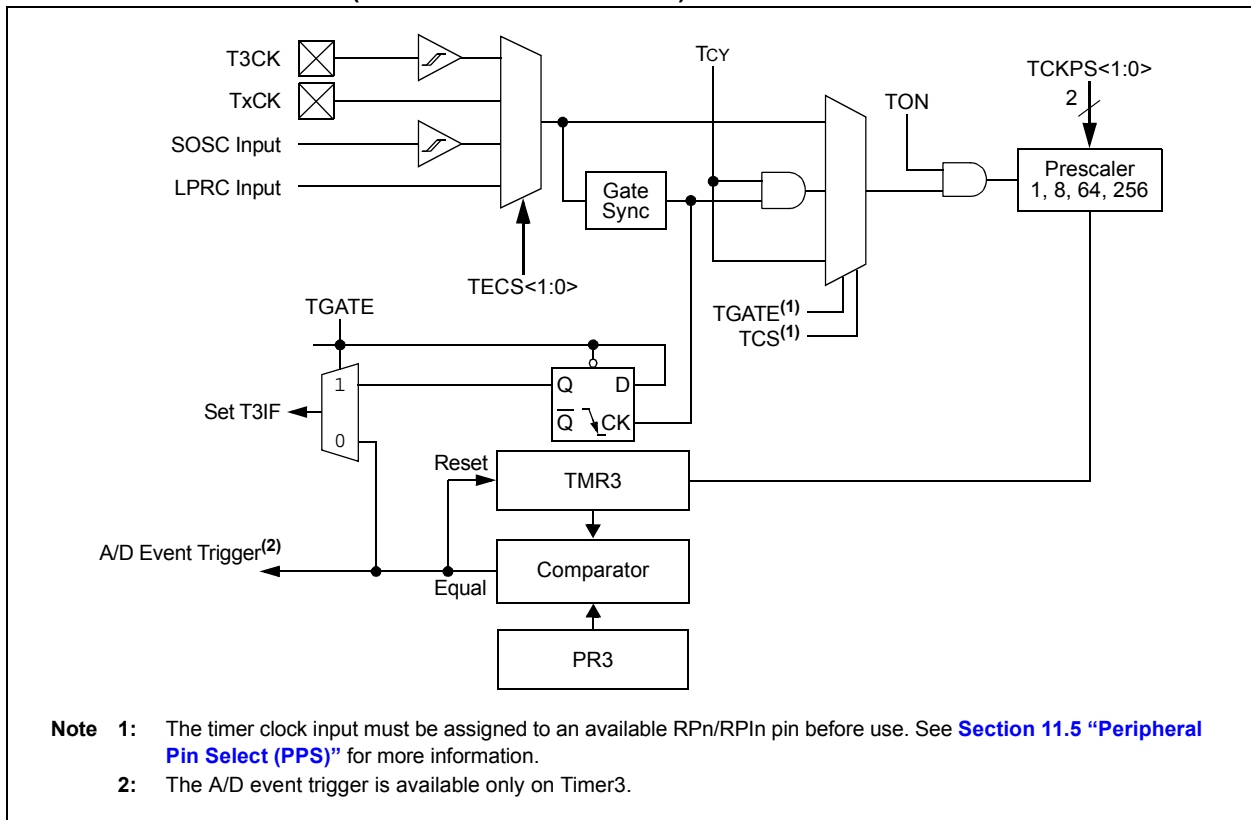 T3CK
TxCK
SOSC Input
LPRC Input
TECS<1:0>
TCY
Gate
Sync
TGATE(1)
TCS(1)
TON
TCKPS<1:0>
2
Prescaler
1, 8, 64, 256
TGATE
1
0
Set T3IF
Q D
Q̅ CK
Reset
TMR3
A/D Event Trigger(2)
Equal
Comparator
PR3
Note 1: The timer clock input must be assigned to an available RPn/RPIn pin before use. See Section 11.5 “Peripheral
Pin Select (PPS)” for more information.
2: The A/D event trigger is available only on Timer3.